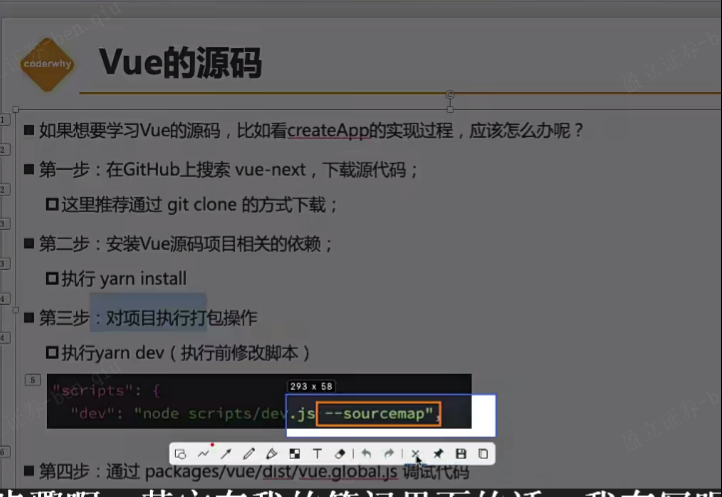 coderwhy
Vue的源码
如果想要学习Vue的源码，比如看createApp的实现过程，应该怎么办呢？
第一步：在GitHub上搜索 vue-next，下载源代码；
这里推荐通过 git clone 的方式下载；
第二步：安装Vue源码项目相关的依赖；
执行 yarn install
第三步：对项目执行打包操作
执行yarn dev（执行前修改脚本）
"scripts": {
"dev": "node scripts/dev.js --sourcemap",
293 x 58
第四步：通过 packages/vue/dist/vue.global.js 调试代码